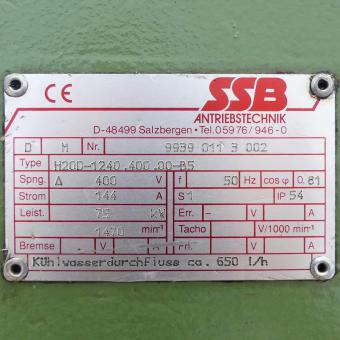 CE SSB
ANTRIEBSTECHNIK
D-48499 Salzbergen • Tel. 05976/946-0
D M Nr. 9939 011 3 002
Type H20D-1240.400.00-B5
Spng. Δ 400 V f 50 Hz cos φ 0.81
Strom 144 A S1 IP 54
Leist. 75 kW Err. - V A
1470 min⁻¹ Tacho V/1000 min⁻¹
Bremse - V - A V A
Kühlwasserdurchfluss ca. 650 l/h